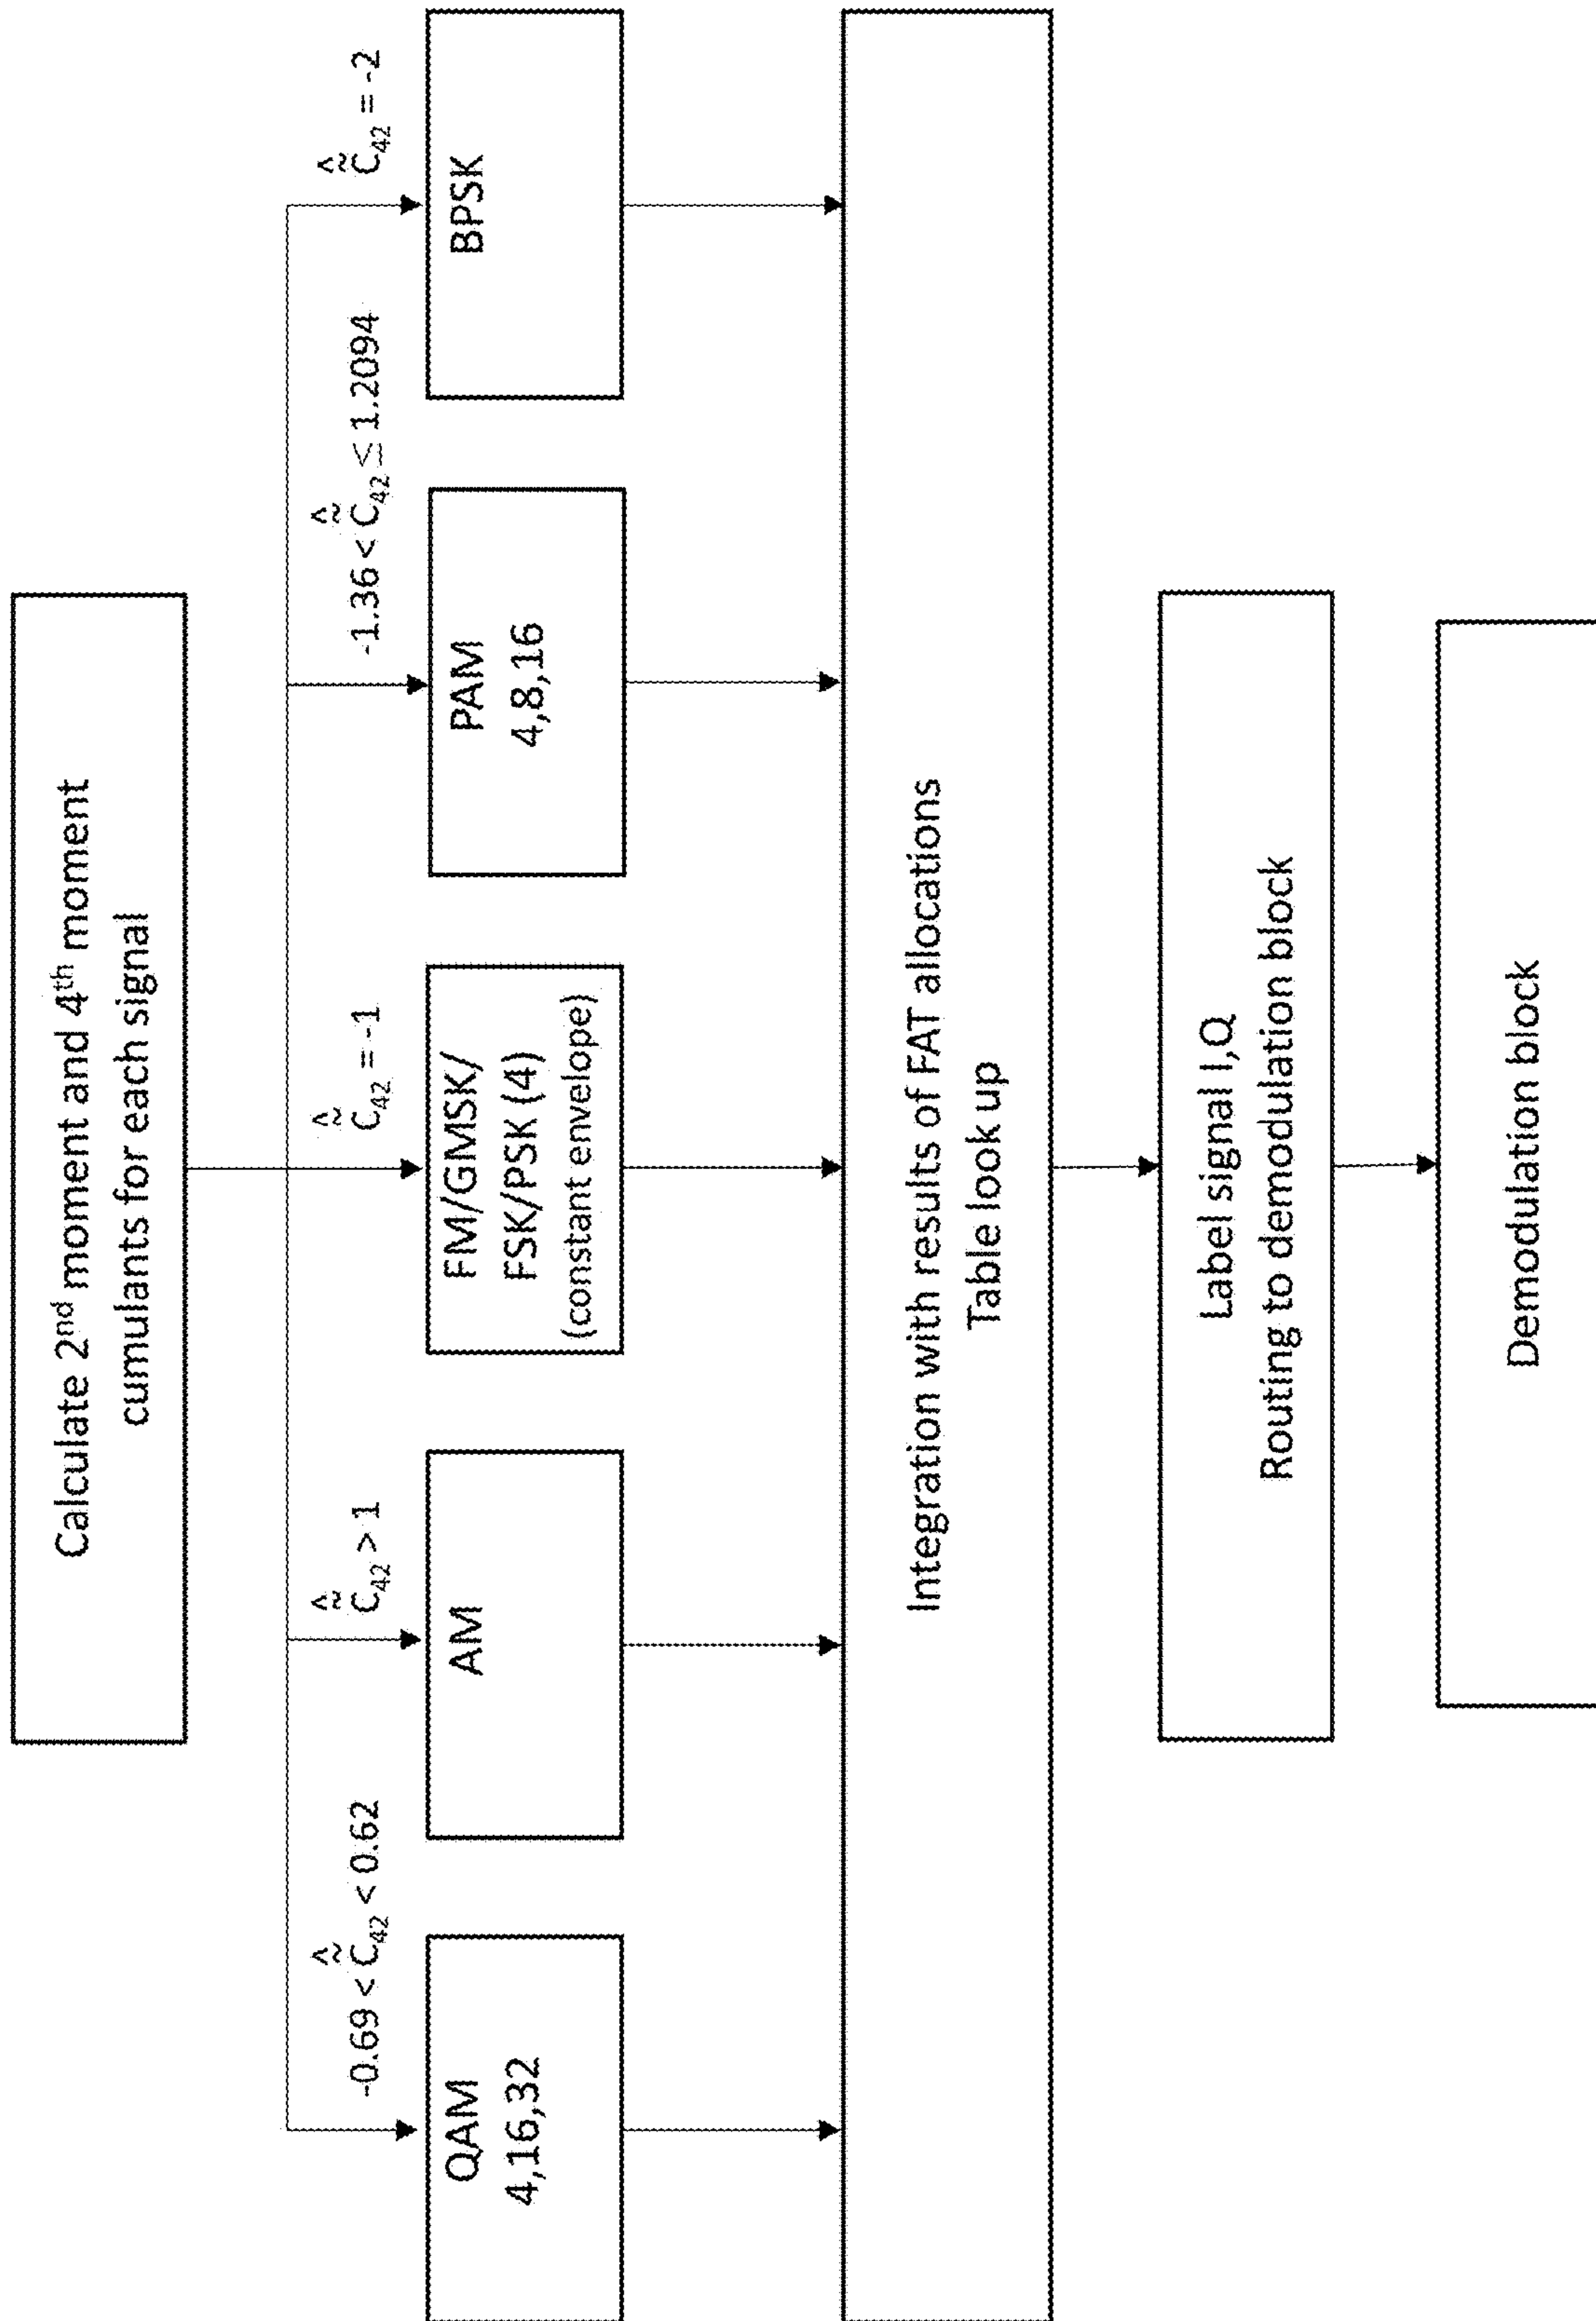 Calculate 2nd moment and 4th moment
cumulants for each signal
-0.69 < C̃̂42 < 0.62
C̃̂42 > 1
C̃̂42 = -1
-1.36 < C̃̂42 ≤ 1.2094
C̃̂42 = -2
QAM
4,16,32
AM
FM/GMSK/
FSK/PSK (4)
(constant envelope)
PAM
4,8,16
BPSK
Integration with results of FAT allocations
Table look up
Label signal I,Q
Routing to demodulation block
Demodulation block